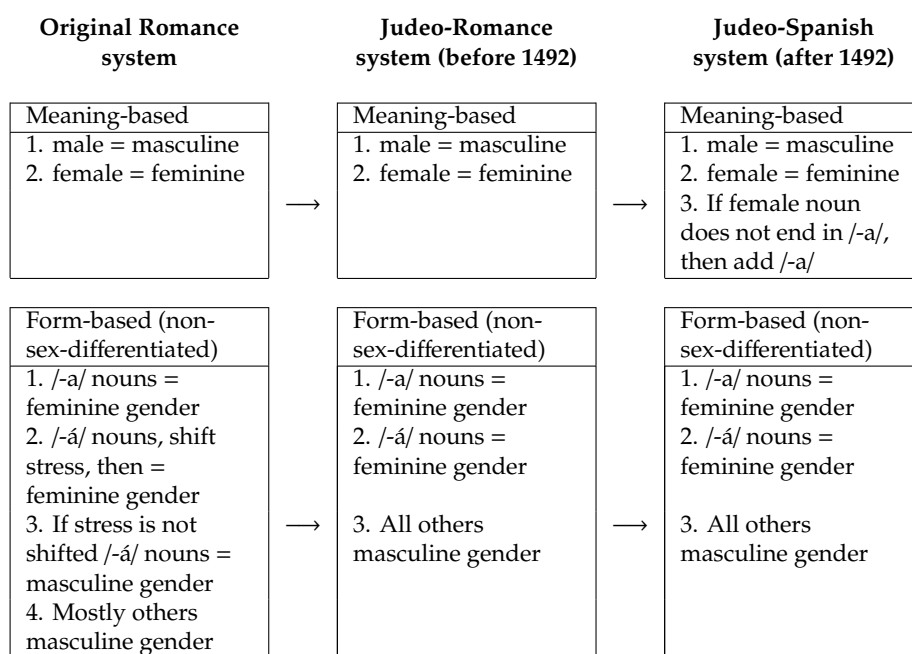 Original Romance
system
Judeo-Romance
system (before 1492)
Judeo-Spanish
system (after 1492)
Meaning-based
1. male = masculine
2. female = feminine
⟶
Meaning-based
1. male = masculine
2. female = feminine
⟶
Meaning-based
1. male = masculine
2. female = feminine
3. If female noun
does not end in /-a/,
then add /-a/
Form-based (non-
sex-differentiated)
1. /-a/ nouns =
feminine gender
2. /-á/ nouns, shift
stress, then =
feminine gender
3. If stress is not
shifted /-á/ nouns =
masculine gender
4. Mostly others
masculine gender
⟶
Form-based (non-
sex-differentiated)
1. /-a/ nouns =
feminine gender
2. /-á/ nouns =
feminine gender
3. All others
masculine gender
⟶
Form-based (non-
sex-differentiated)
1. /-a/ nouns =
feminine gender
2. /-á/ nouns =
feminine gender
3. All others
masculine gender